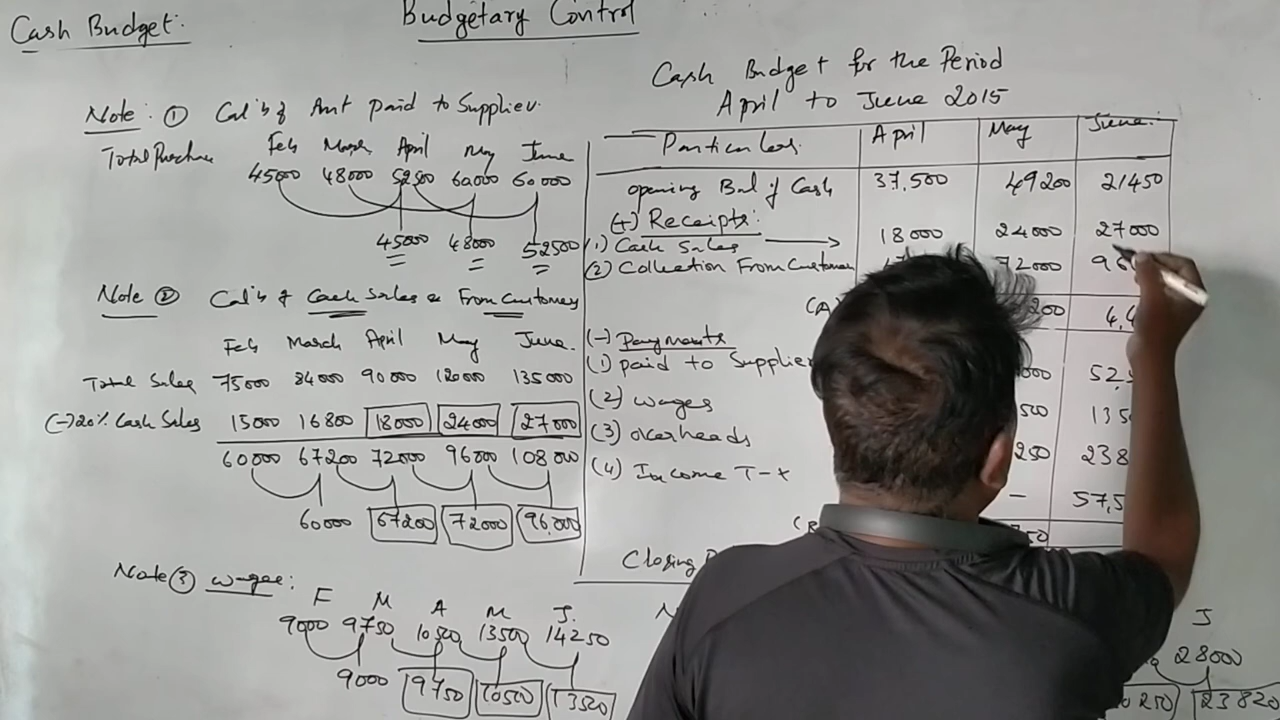 Cash Budget:
Budgetary Control
Note: ① Cal's of Amt paid to Supplier.
Feb March April May June
Total Purchase 45000 48000 52500 60000 60000
45000 48000 52500
Note ② Cal's of Cash Sales & From Customer
Feb March April May June.
Total Sales 75000 84000 90000 120000 135000
(-) 20% Cash Sales 15000 16800 18000 24000 27000
60000 67200 72000 96000 108000
60000 67200 72000 96,000
Note ③ wages:
F M A M J.
9000 9750 10500 13500 14250
9000 9750 10500 13500
Cash Budget for the Period
April to June 2015
Particulars. April May June.
opening Bal of Cash 37,500 49200 21450
(+) Receipts:
(1) Cash Sales 18000 24000 27000
(2) Collection From Customer 72000
(A)
(-) Payments
(1) paid to Supplier
(2) wages
(3) overheads
(4) Income T-x -
Closing
J
28000
23820